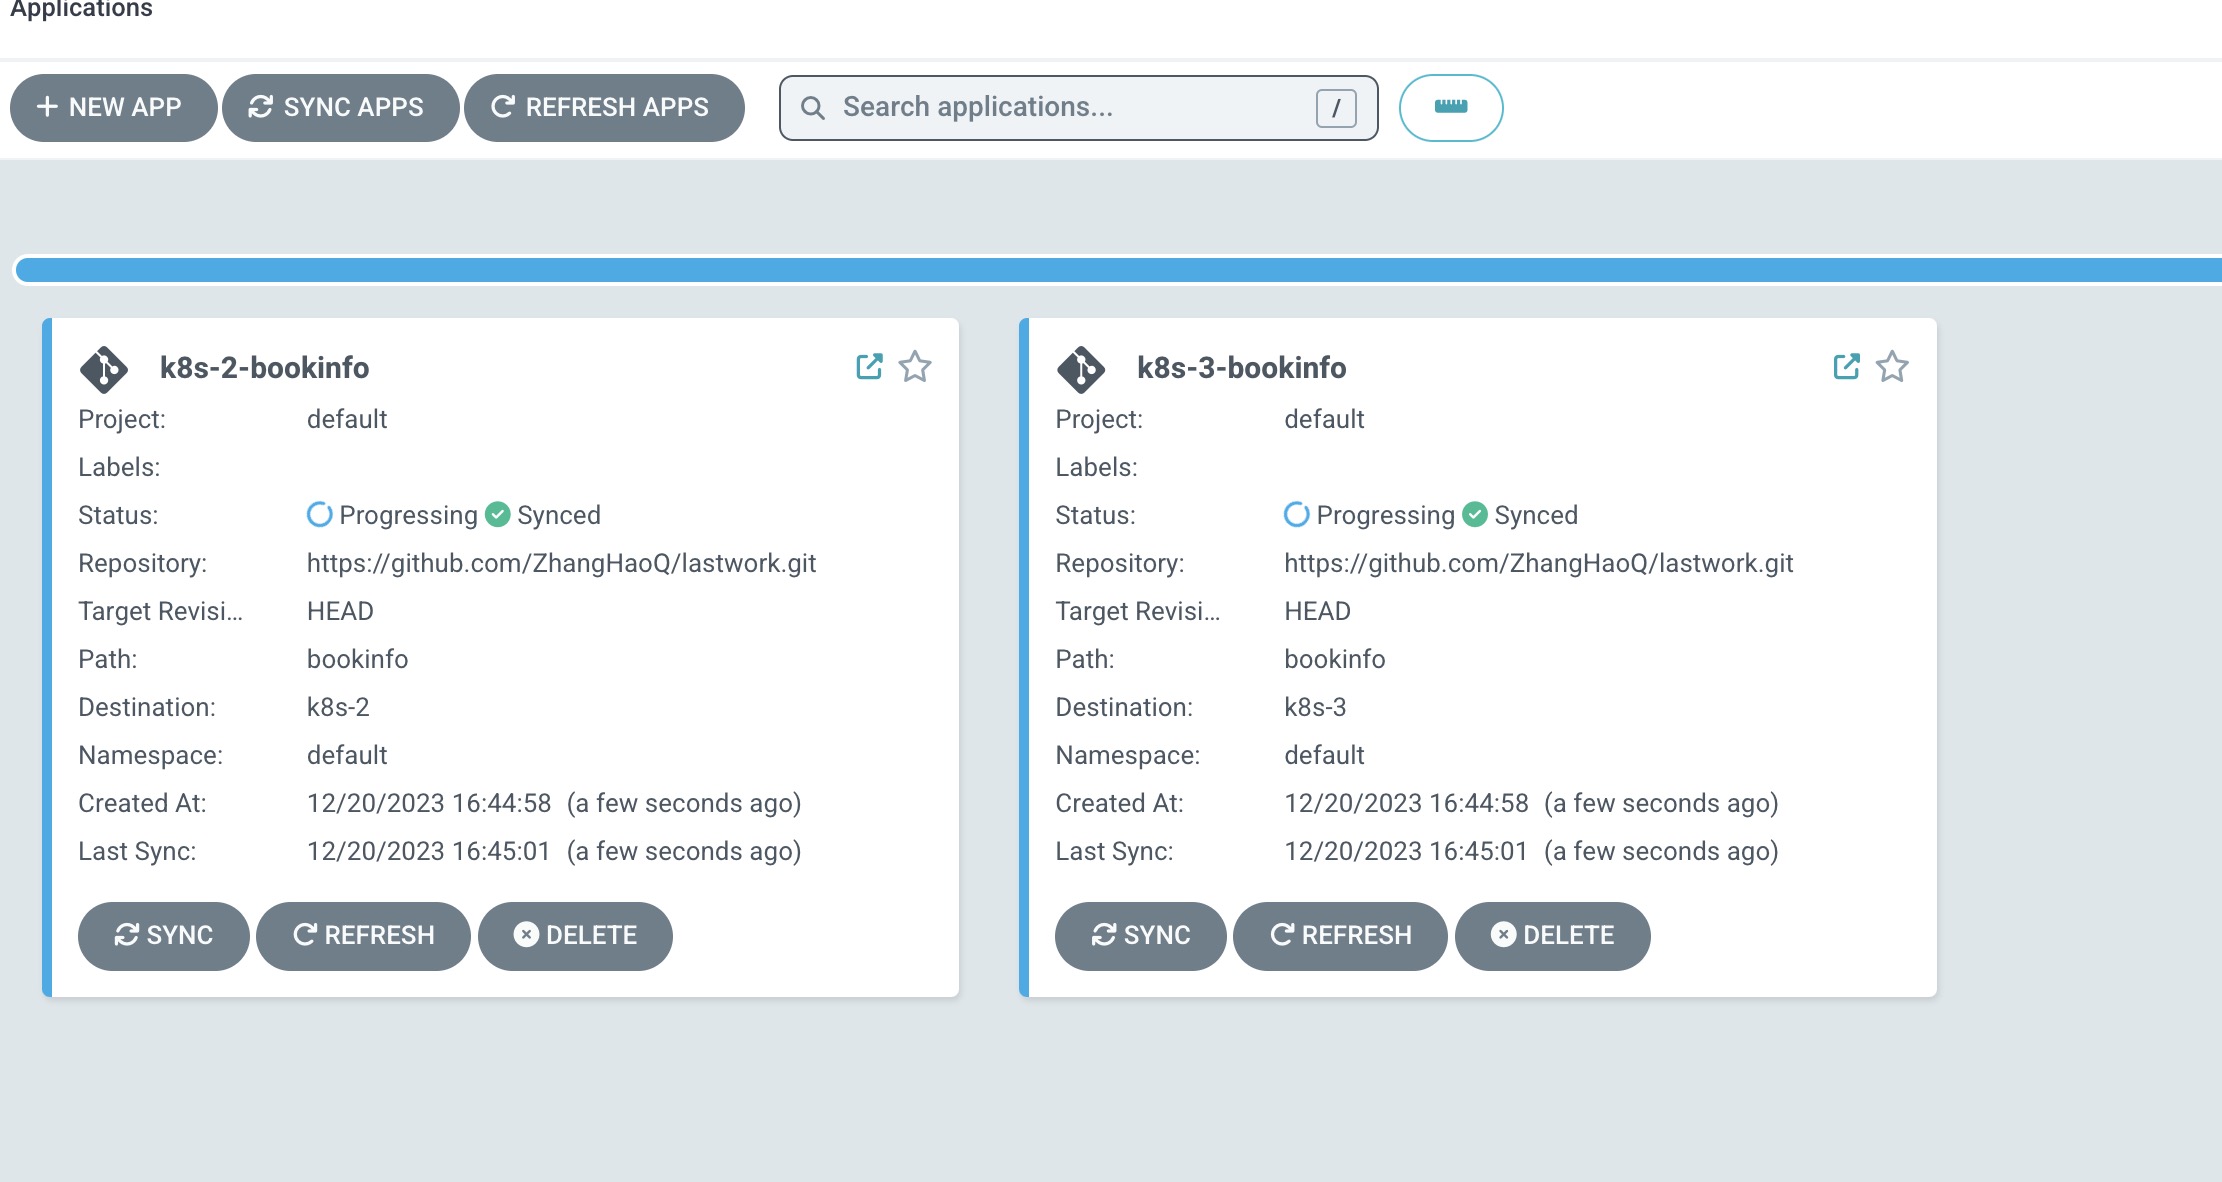 Applications
+ NEW APP SYNC APPS REFRESH APPS Search applications... /
k8s-2-bookinfo
Project: default
Labels:
Status: Progressing Synced
Repository: https://github.com/ZhangHaoQ/lastwork.git
Target Revisi... HEAD
Path: bookinfo
Destination: k8s-2
Namespace: default
Created At: 12/20/2023 16:44:58 (a few seconds ago)
Last Sync: 12/20/2023 16:45:01 (a few seconds ago)
SYNC REFRESH DELETE
k8s-3-bookinfo
Project: default
Labels:
Status: Progressing Synced
Repository: https://github.com/ZhangHaoQ/lastwork.git
Target Revisi... HEAD
Path: bookinfo
Destination: k8s-3
Namespace: default
Created At: 12/20/2023 16:44:58 (a few seconds ago)
Last Sync: 12/20/2023 16:45:01 (a few seconds ago)
SYNC REFRESH DELETE